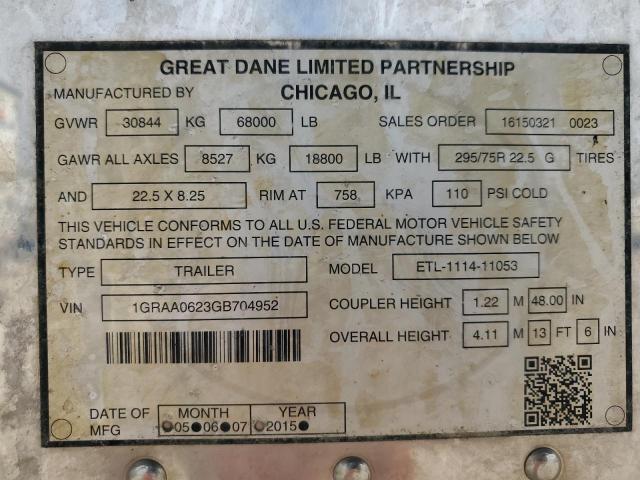 GREAT DANE LIMITED PARTNERSHIP
MANUFACTURED BY CHICAGO, IL
GVWR 30844 KG 68000 LB SALES ORDER 16150321 0023
GAWR ALL AXLES 8527 KG 18800 LB WITH 295/75R 22.5 G TIRES
AND 22.5 X 8.25 RIM AT 758 KPA 110 PSI COLD
THIS VEHICLE CONFORMS TO ALL U.S. FEDERAL MOTOR VEHICLE SAFETY
STANDARDS IN EFFECT ON THE DATE OF MANUFACTURE SHOWN BELOW
TYPE TRAILER MODEL ETL-1114-11053
VIN 1GRAA0623GB704952 COUPLER HEIGHT 1.22 M 48.00 IN
OVERALL HEIGHT 4.11 M 13 FT 6 IN
DATE OF MFG MONTH YEAR
05 06 07 2015